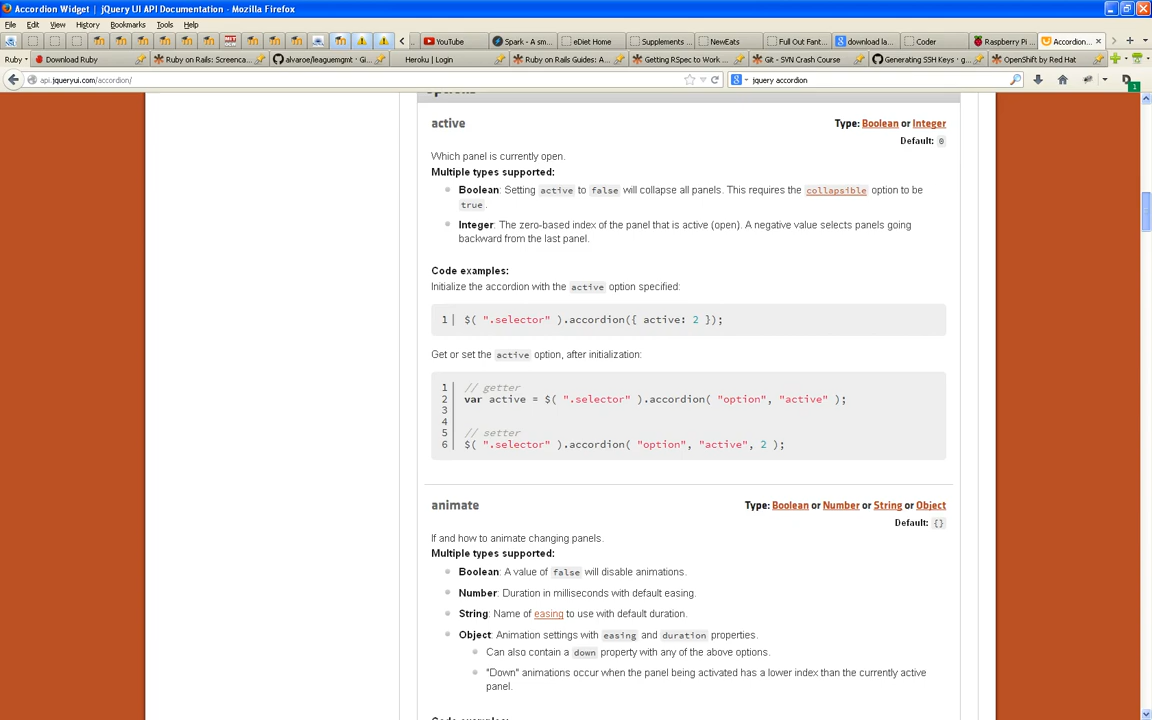 Accordion Widget | jQuery UI API Documentation - Mozilla Firefox
File Edit View History Bookmarks Tools Help
YouTube Spark - A sm... eDiet Home Supplements... NewEats Full Out Fant... download la... Coder Raspberry Pi... Accordion...
Ruby Download Ruby Ruby on Rails: Screenca... alvaroe/leaguemgmt · Gi... Heroku | Login Ruby on Rails Guides: A... Getting RSpec to Work ... Git - SVN Crash Course Generating SSH Keys · g... OpenShift by Red Hat
api.jqueryui.com/accordion/ jquery accordion
active Type: Boolean or Integer
Default: 0
Which panel is currently open.
Multiple types supported:
Boolean: Setting active to false will collapse all panels. This requires the collapsible option to be
true.
Integer: The zero-based index of the panel that is active (open). A negative value selects panels going
backward from the last panel.
Code examples:
Initialize the accordion with the active option specified:
1 $( ".selector" ).accordion({ active: 2 });
Get or set the active option, after initialization:
1 // getter
2 var active = $( ".selector" ).accordion( "option", "active" );
3
4
5 // setter
6 $( ".selector" ).accordion( "option", "active", 2 );
animate Type: Boolean or Number or String or Object
Default: {}
If and how to animate changing panels.
Multiple types supported:
Boolean: A value of false will disable animations.
Number: Duration in milliseconds with default easing.
String: Name of easing to use with default duration.
Object: Animation settings with easing and duration properties.
Can also contain a down property with any of the above options.
"Down" animations occur when the panel being activated has a lower index than the currently active
panel.